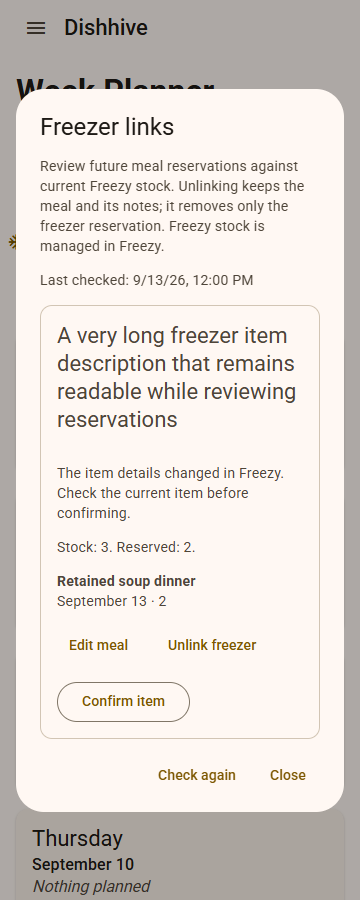 Dishhive
Week Planner
Freezer links
Review future meal reservations against
current Freezy stock. Unlinking keeps the
meal and its notes; it removes only the
freezer reservation. Freezy stock is
managed in Freezy.
Last checked: 9/13/26, 12:00 PM
A very long freezer item
description that remains
readable while reviewing
reservations
The item details changed in Freezy.
Check the current item before
confirming.
Stock: 3. Reserved: 2.
Retained soup dinner
September 13 · 2
Edit meal Unlink freezer
Confirm item
Check again Close
Thursday
September 10
Nothing planned